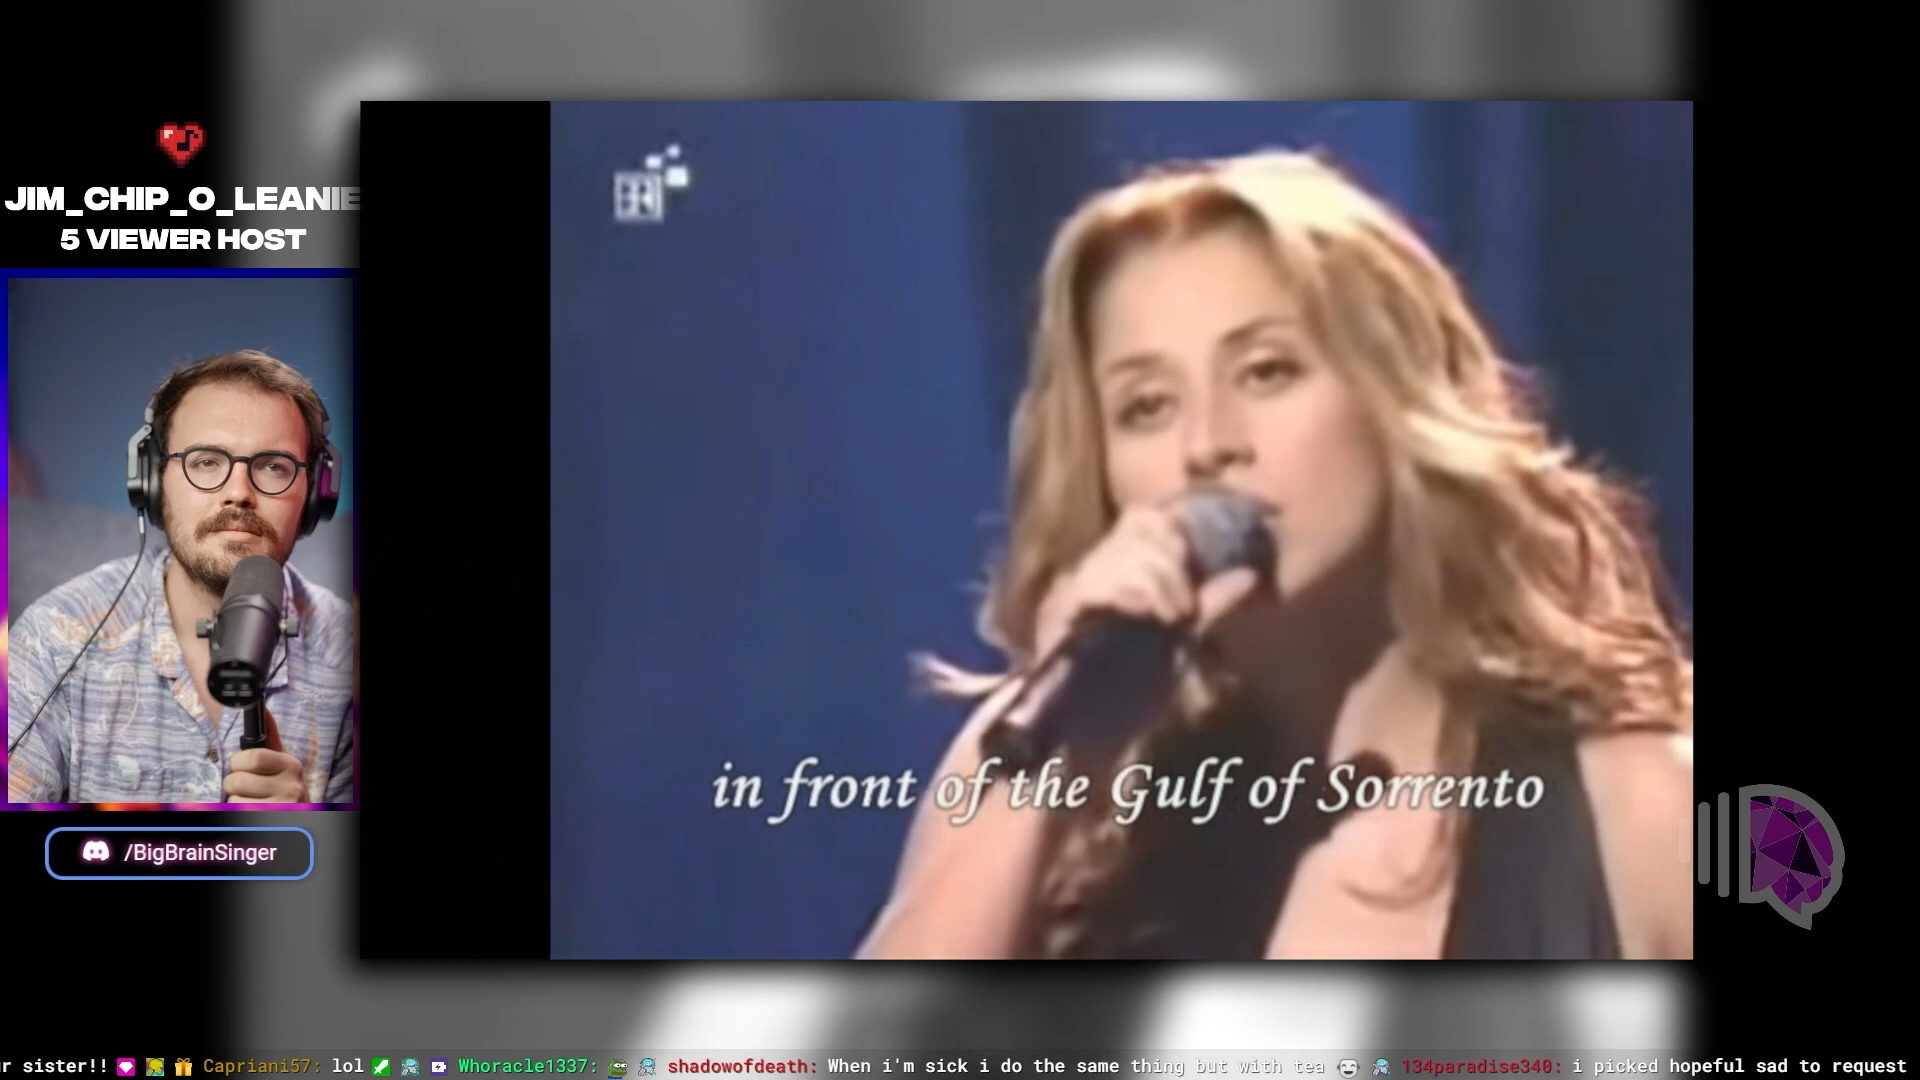 JIM_CHIP_O_LEANIE
5 VIEWER HOST
in front of the Gulf of Sorrento
/BigBrainSinger
r sister!! Capriani57: lol Whoracle1337: shadowofdeath: When i'm sick i do the same thing but with tea 134paradise340: i picked hopeful sad to request